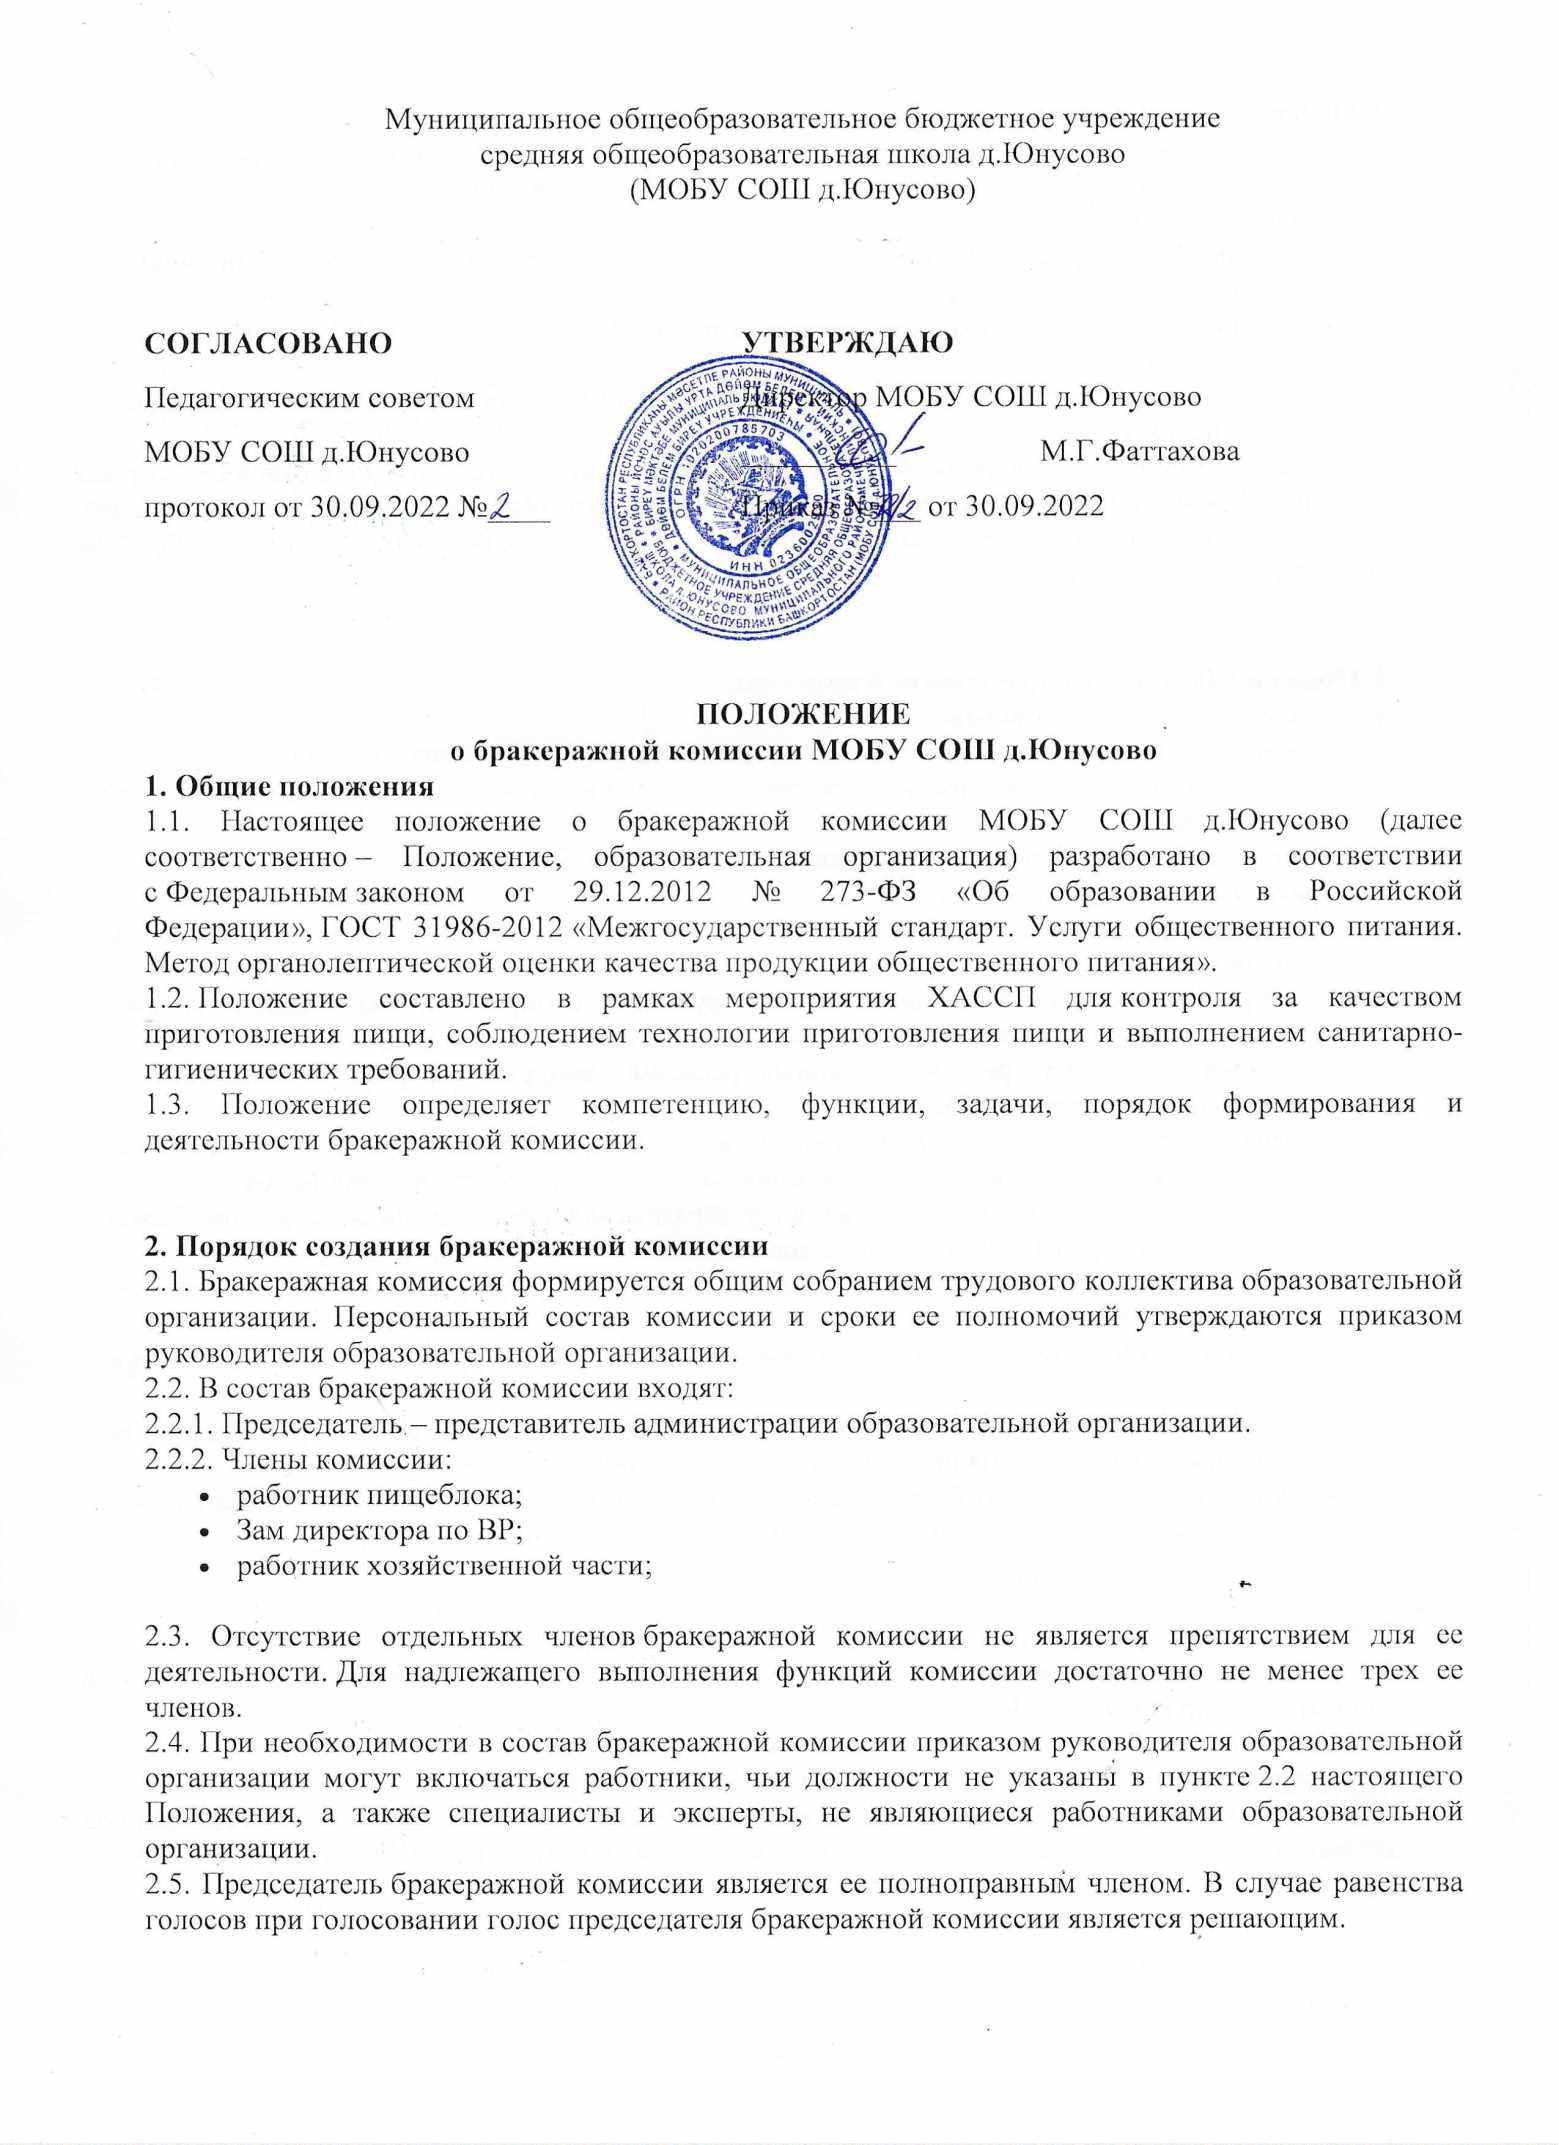 Муниципальное общеобразовательное бюджетное учреждение
средняя общеобразовательная школа д.Юнусово
(МОБУ СОШ д.Юнусово)
СОГЛАСОВАНО
Педагогическим советом
МОБУ СОШ д.Юнусово
протокол от 30.09.2022 №2
УТВЕРЖДАЮ
Директор МОБУ СОШ д.Юнусово
М.Г.Фаттахова
Приказ № от 30.09.2022
ОГРН 1020200785703
ПОЛОЖЕНИЕ
о бракеражной комиссии МОБУ СОШ д.Юнусово
1. Общие положения
1.1. Настоящее положение о бракеражной комиссии МОБУ СОШ д.Юнусово (далее
соответственно – Положение, образовательная организация) разработано в соответствии
с Федеральным законом от 29.12.2012 № 273-ФЗ «Об образовании в Российской
Федерации», ГОСТ 31986-2012 «Межгосударственный стандарт. Услуги общественного питания.
Метод органолептической оценки качества продукции общественного питания».
1.2. Положение составлено в рамках мероприятия ХАССП для контроля за качеством
приготовления пищи, соблюдением технологии приготовления пищи и выполнением санитарно-
гигиенических требований.
1.3. Положение определяет компетенцию, функции, задачи, порядок формирования и
деятельности бракеражной комиссии.
2. Порядок создания бракеражной комиссии
2.1. Бракеражная комиссия формируется общим собранием трудового коллектива образовательной
организации. Персональный состав комиссии и сроки ее полномочий утверждаются приказом
руководителя образовательной организации.
2.2. В состав бракеражной комиссии входят:
2.2.1. Председатель – представитель администрации образовательной организации.
2.2.2. Члены комиссии:
• работник пищеблока;
• Зам директора по ВР;
• работник хозяйственной части;
2.3. Отсутствие отдельных членов бракеражной комиссии не является препятствием для ее
деятельности. Для надлежащего выполнения функций комиссии достаточно не менее трех ее
членов.
2.4. При необходимости в состав бракеражной комиссии приказом руководителя образовательной
организации могут включаться работники, чьи должности не указаны в пункте 2.2 настоящего
Положения, а также специалисты и эксперты, не являющиеся работниками образовательной
организации.
2.5. Председатель бракеражной комиссии является ее полноправным членом. В случае равенства
голосов при голосовании голос председателя бракеражной комиссии является решающим.